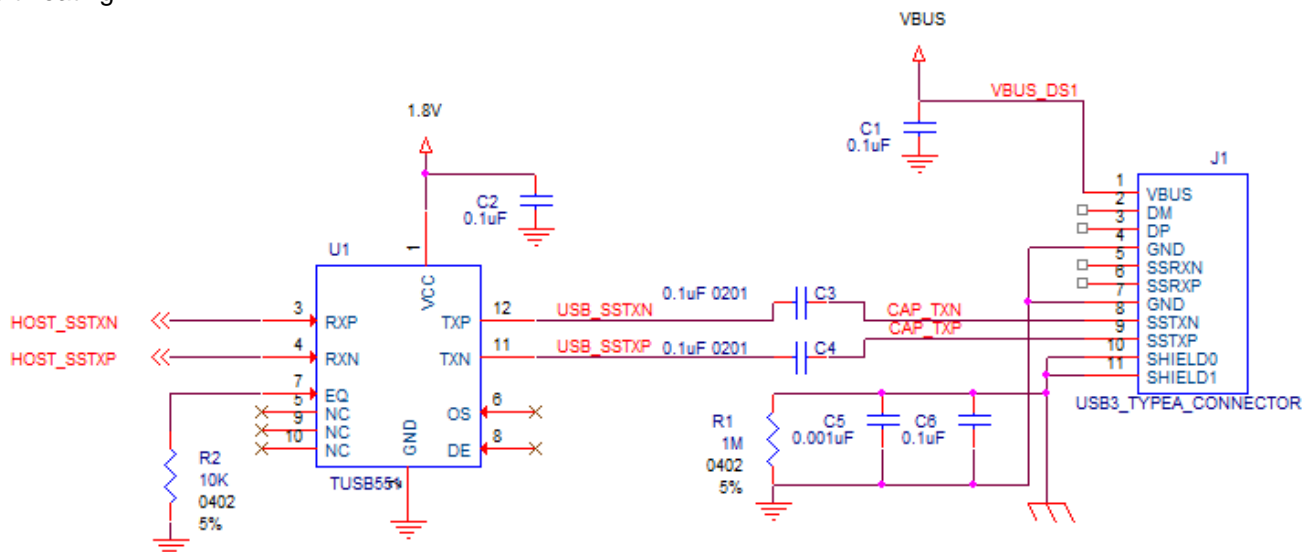 VBUS
VBUS_DS1
C1
0.1uF
J1
1 VBUS
2 DM
3 DP
4 GND
5 SSRXN
6 SSRXP
7 GND
8 SSTXN
9 SSTXP
10 SHIELD0
11 SHIELD1
USB3_TYPEA_CONNECTOR
1.8V
C2
0.1uF
U1
1
VCC
HOST_SSTXN
3 RXP
TXP 12
USB_SSTXN
0.1uF 0201
C3
CAP_TXN
CAP_TXP
HOST_SSTXP
4 RXN
TXN 11
USB_SSTXP
0.1uF 0201
C4
7 EQ
5 NC
9 NC
10 NC
OS 6
DE 8
GND
R2
10K
0402
5%
R1
1M
0402
5%
C5
0.001uF
C6
0.1uF